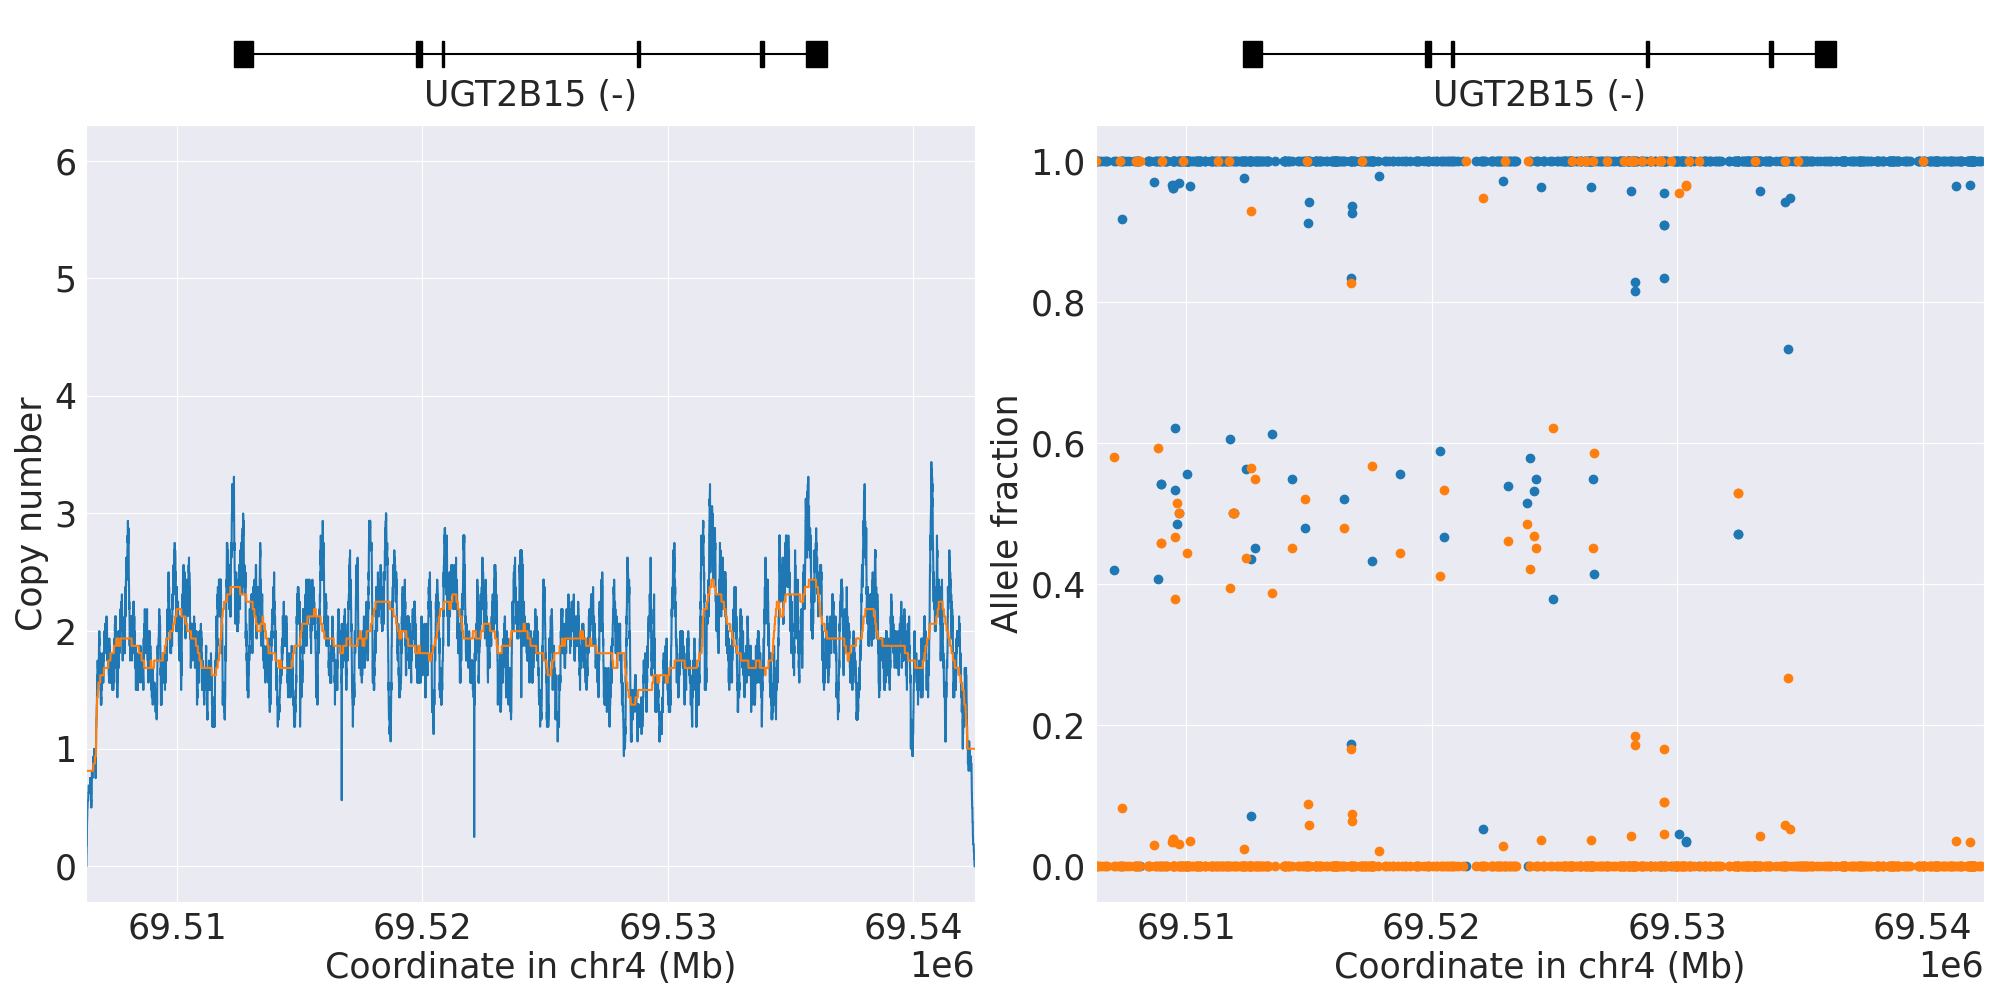 UGT2B15 (-)
6
5
4
3
2
1
0
Copy number
69.51 69.52 69.53 69.54
Coordinate in chr4 (Mb)
1e6
UGT2B15 (-)
1.0
0.8
0.6
0.4
0.2
0.0
Allele fraction
69.51 69.52 69.53 69.54
Coordinate in chr4 (Mb)
1e6